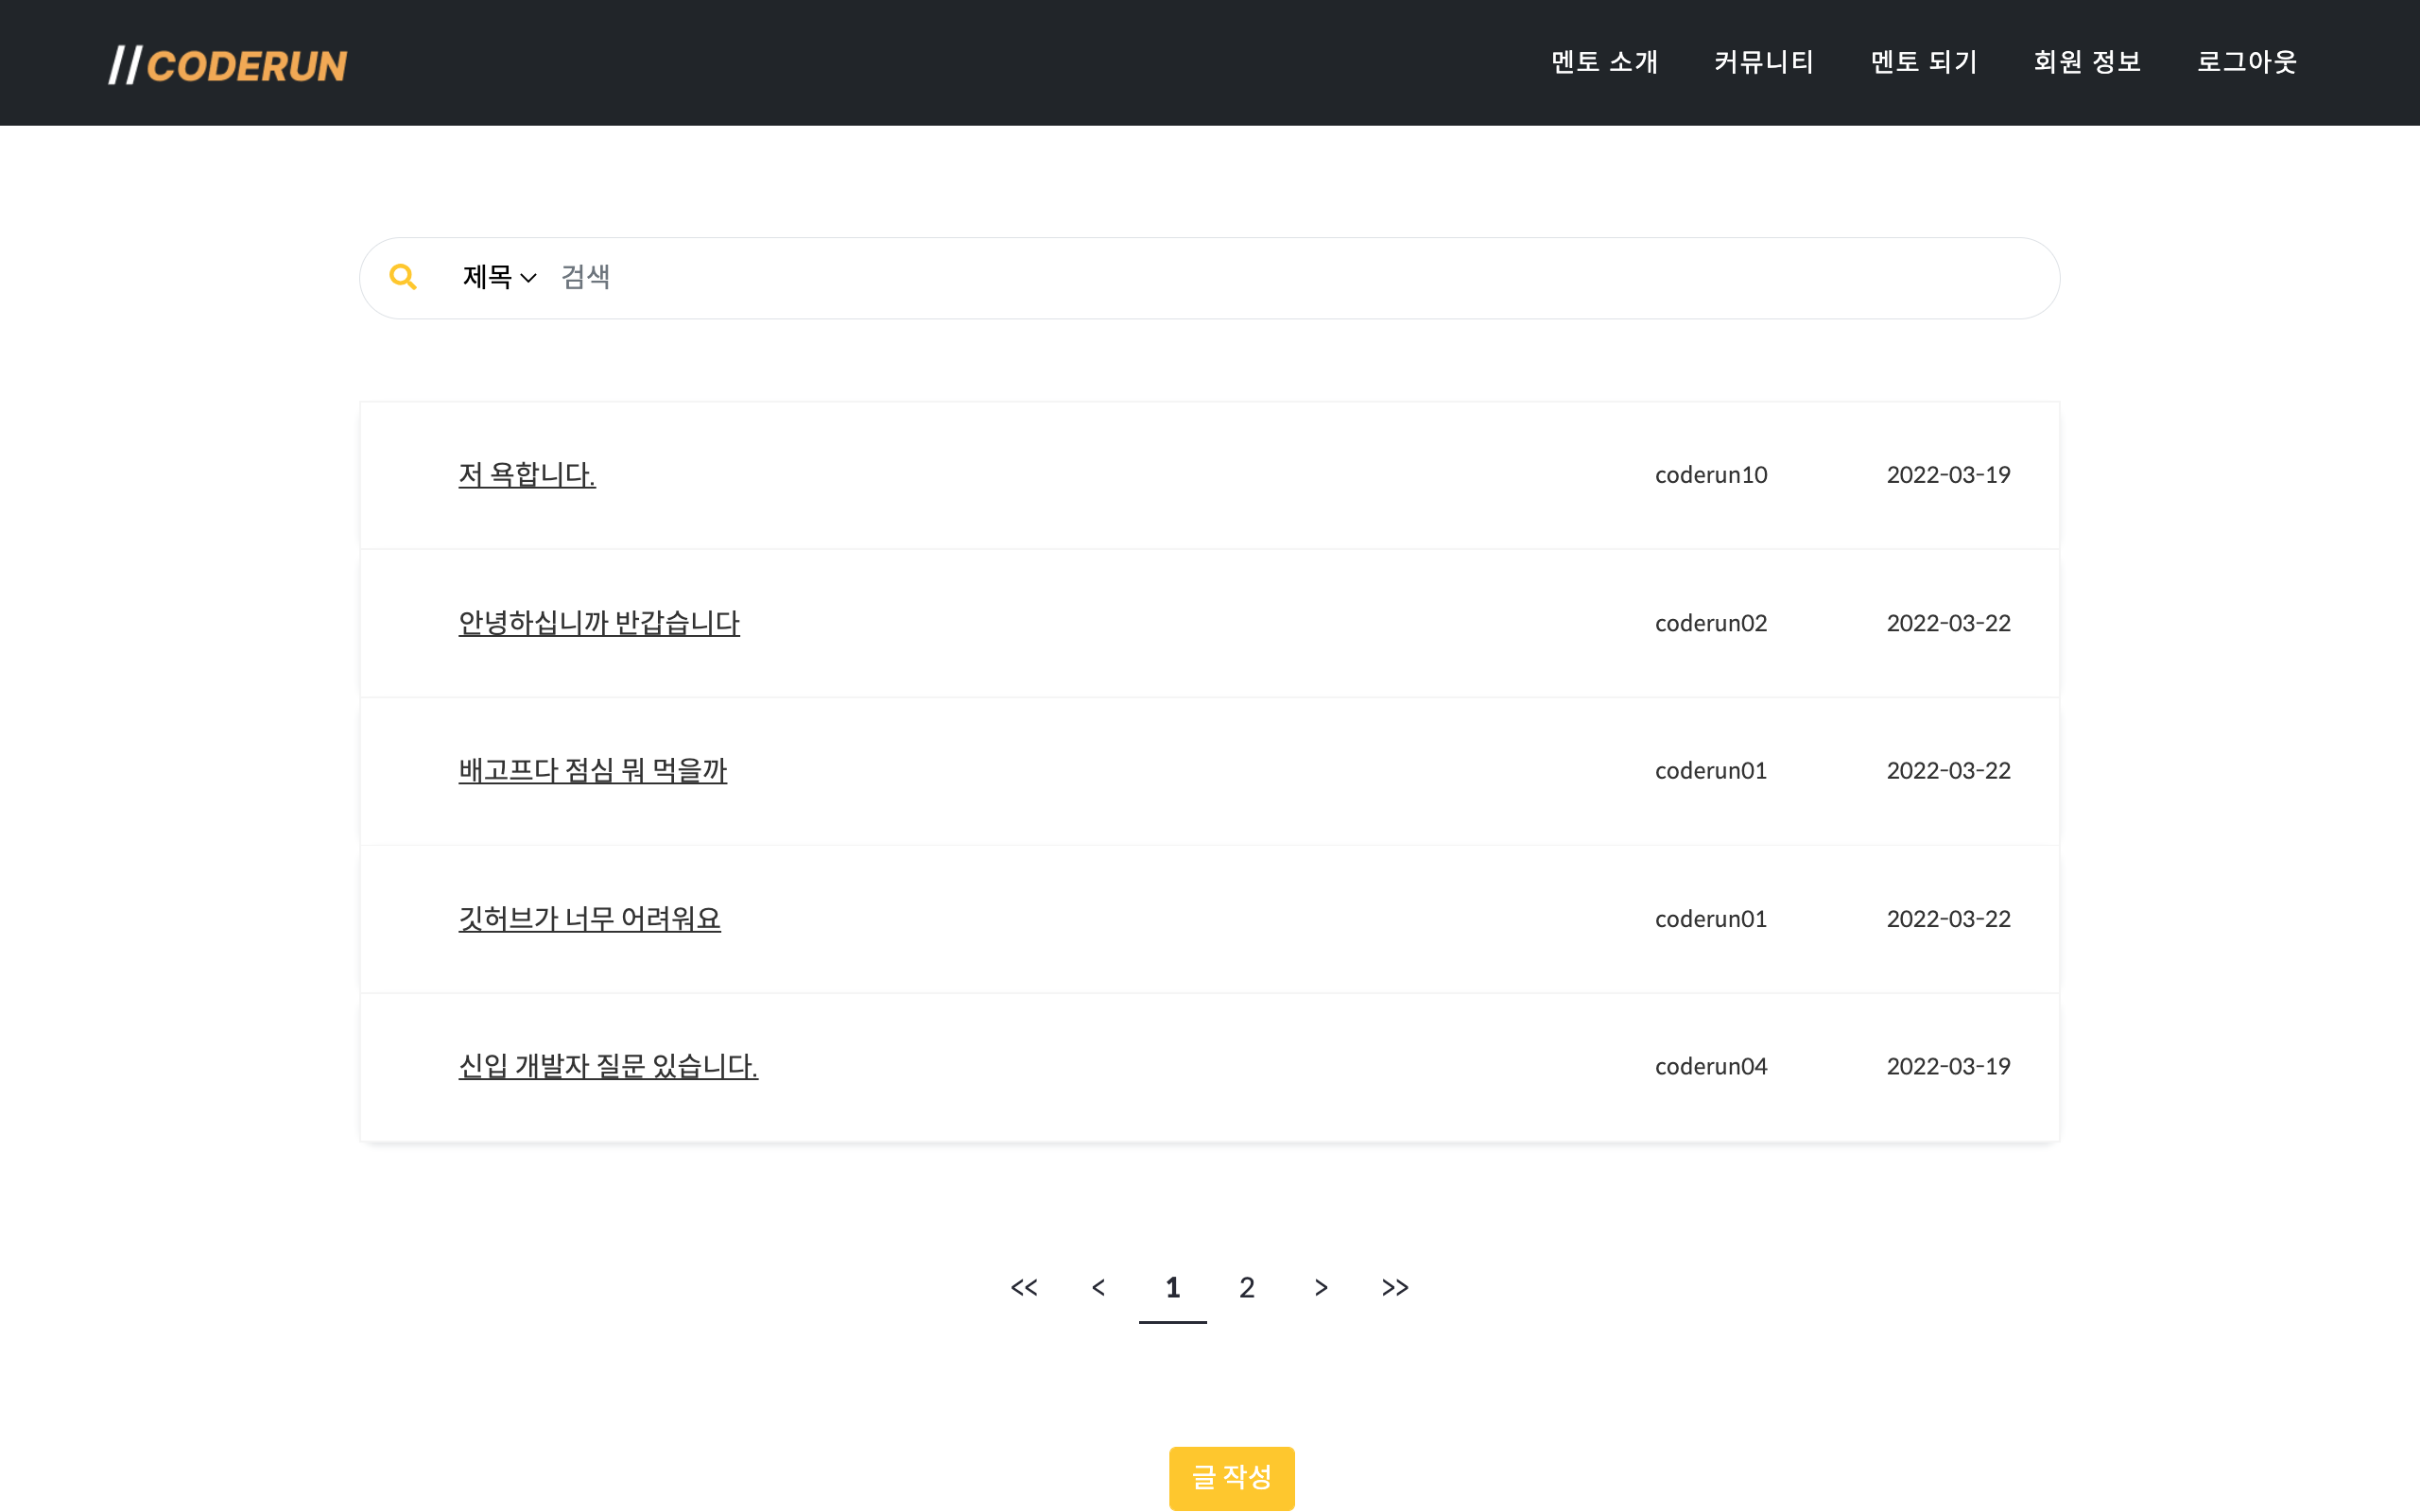 //CODERUN 멘토 소개 커뮤니티 멘토 되기 회원 정보 로그아웃
제목 검색
저 욕합니다. coderun10 2022-03-19
안녕하십니까 반갑습니다 coderun02 2022-03-22
배고프다 점심 뭐 먹을까 coderun01 2022-03-22
깃허브가 너무 어려워요 coderun01 2022-03-22
신입 개발자 질문 있습니다. coderun04 2022-03-19
<< < 1 2 > >>
글 작성